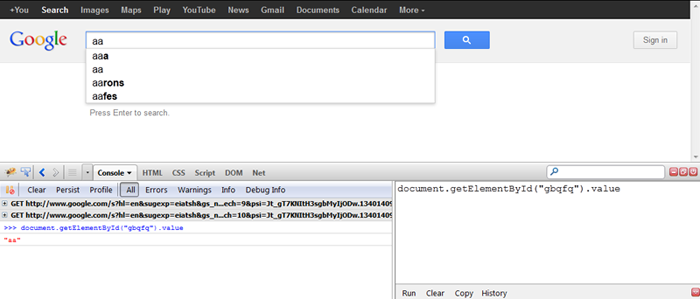 +You Search Images Maps Play YouTube News Gmail Documents Calendar More
Google aa Sign in
aaa
aa
aarons
aafes
Press Enter to search.
Console HTML CSS Script DOM Net
Clear Persist Profile All Errors Warnings Info Debug Info
GET http://www.google.com/s?hl=en&sugexp=eiatsh&gs_n...ech=9&psi=Jt_gT7KNItH3sgbMyIjODw.13401409
GET http://www.google.com/s?hl=en&sugexp=eiatsh&gs_n...ch=10&psi=Jt_gT7KNItH3sgbMyIjODw.13401409
>>> document.getElementById("gbqfq").value
"aa"
document.getElementById("gbqfq").value
Run Clear Copy History